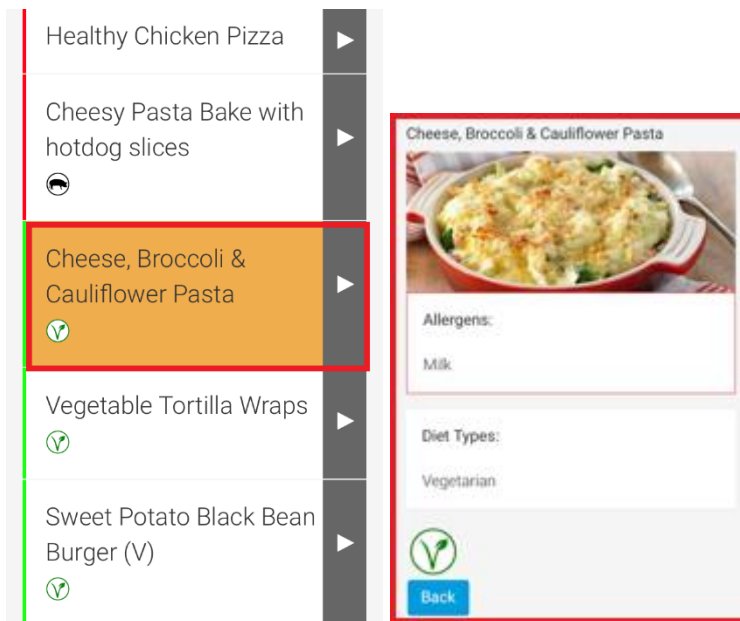 Healthy Chicken Pizza
Cheesy Pasta Bake with
hotdog slices
Cheese, Broccoli &
Cauliflower Pasta
Vegetable Tortilla Wraps
Sweet Potato Black Bean
Burger (V)
Cheese, Broccoli & Cauliflower Pasta
Allergens:
Milk
Diet Types:
Vegetarian
Back